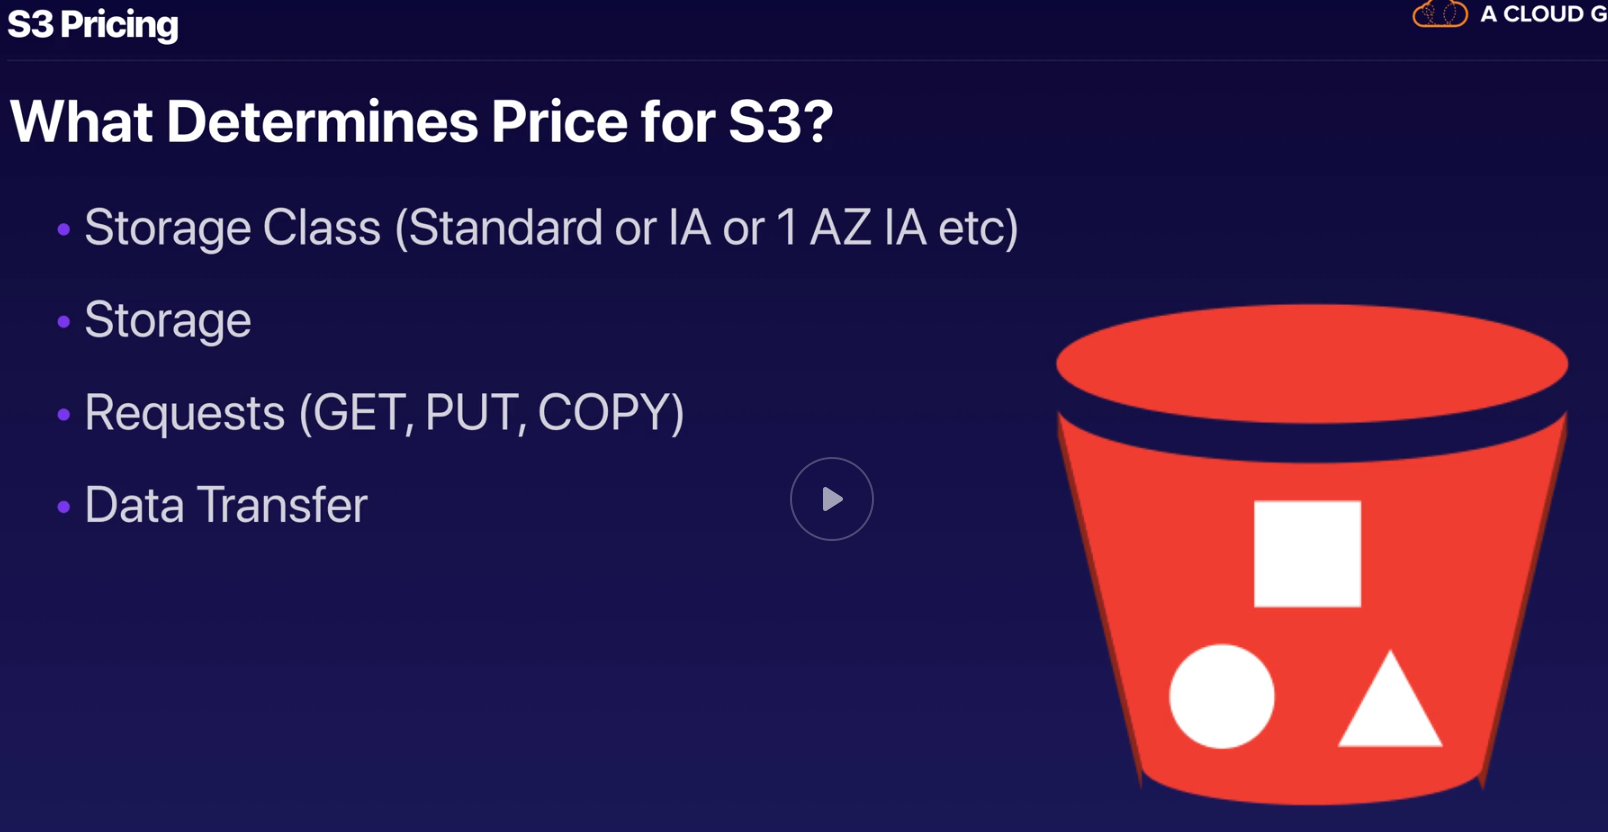 S3 Pricing
A CLOUD G
What Determines Price for S3?
• Storage Class (Standard or IA or 1 AZ IA etc)
• Storage
• Requests (GET, PUT, COPY)
• Data Transfer